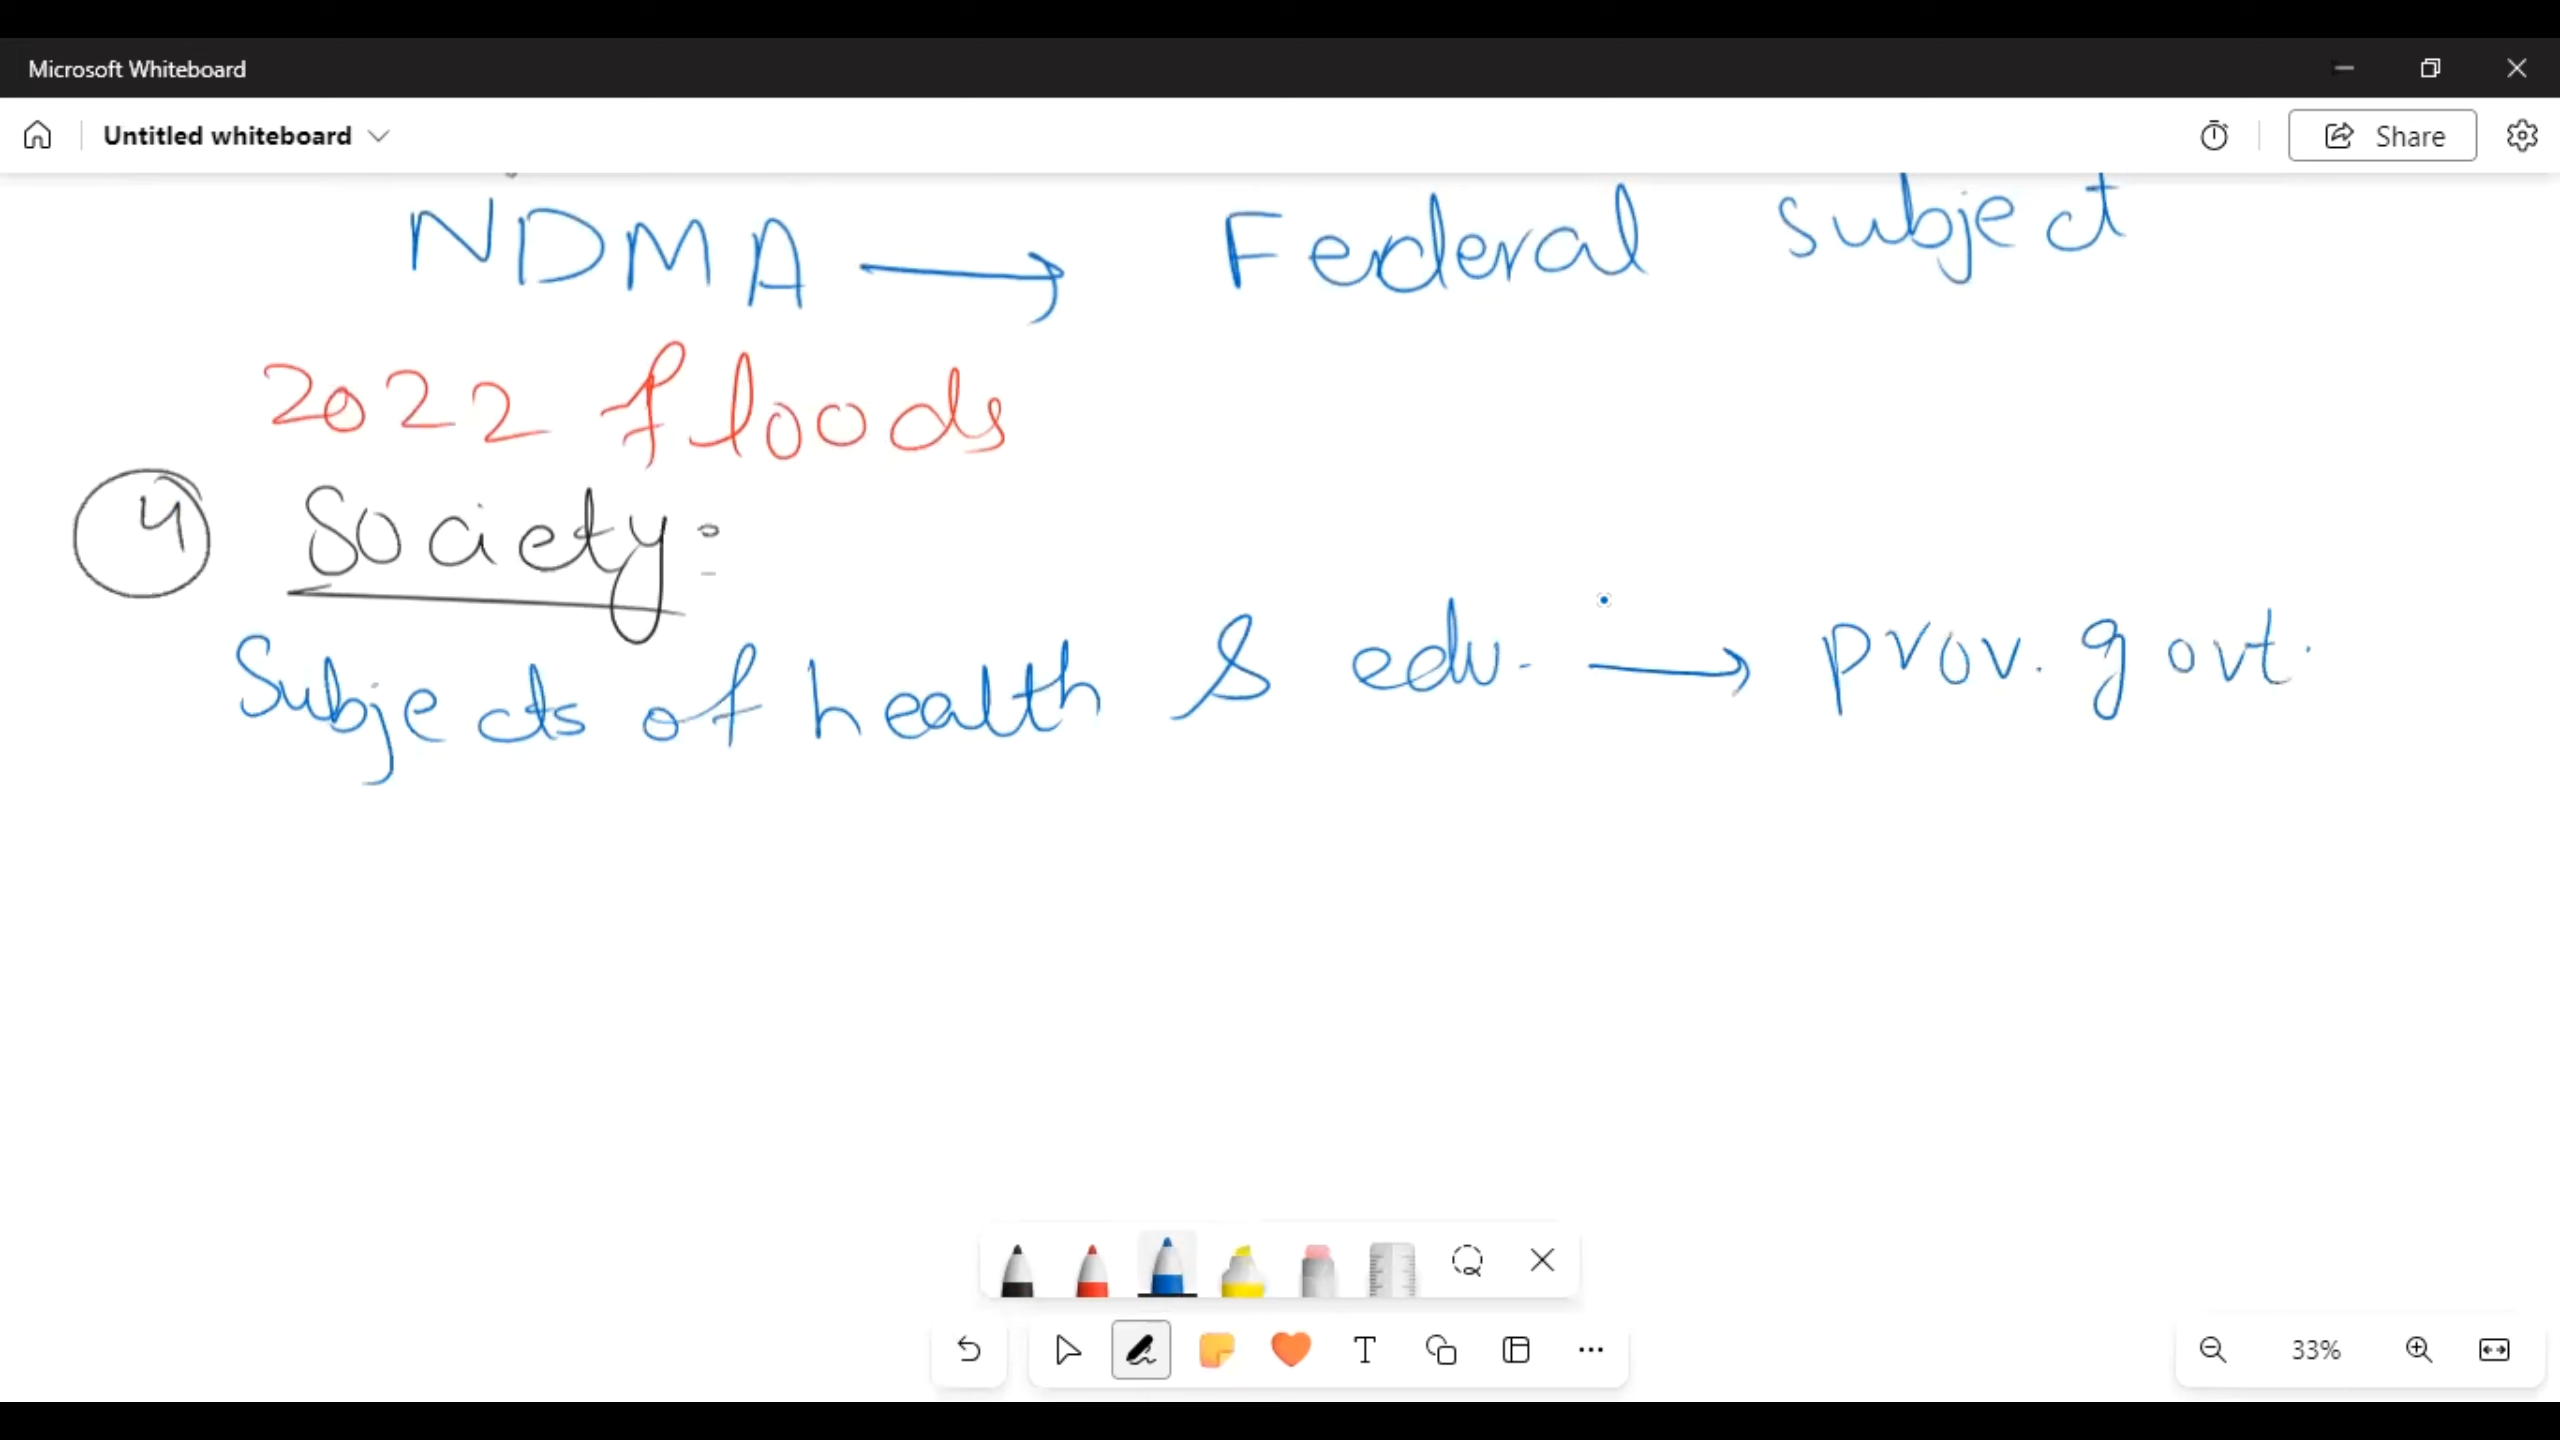 Microsoft Whiteboard
Untitled whiteboard
Share
NDMA → Federal subject
2022 floods
4 Society:
Subjects of health & edu. → prov. govt.
T
33%